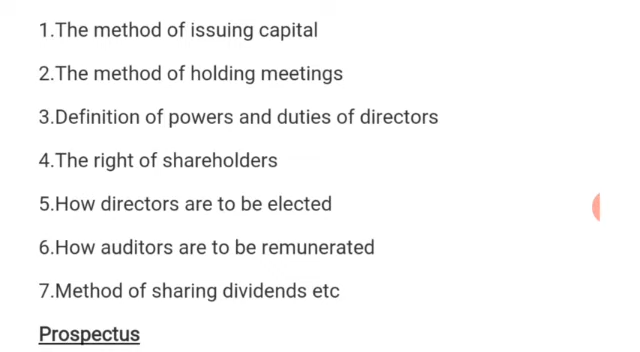 1.The method of issuing capital
2.The method of holding meetings
3.Definition of powers and duties of directors
4.The right of shareholders
5.How directors are to be elected
6.How auditors are to be remunerated
7.Method of sharing dividends etc
Prospectus